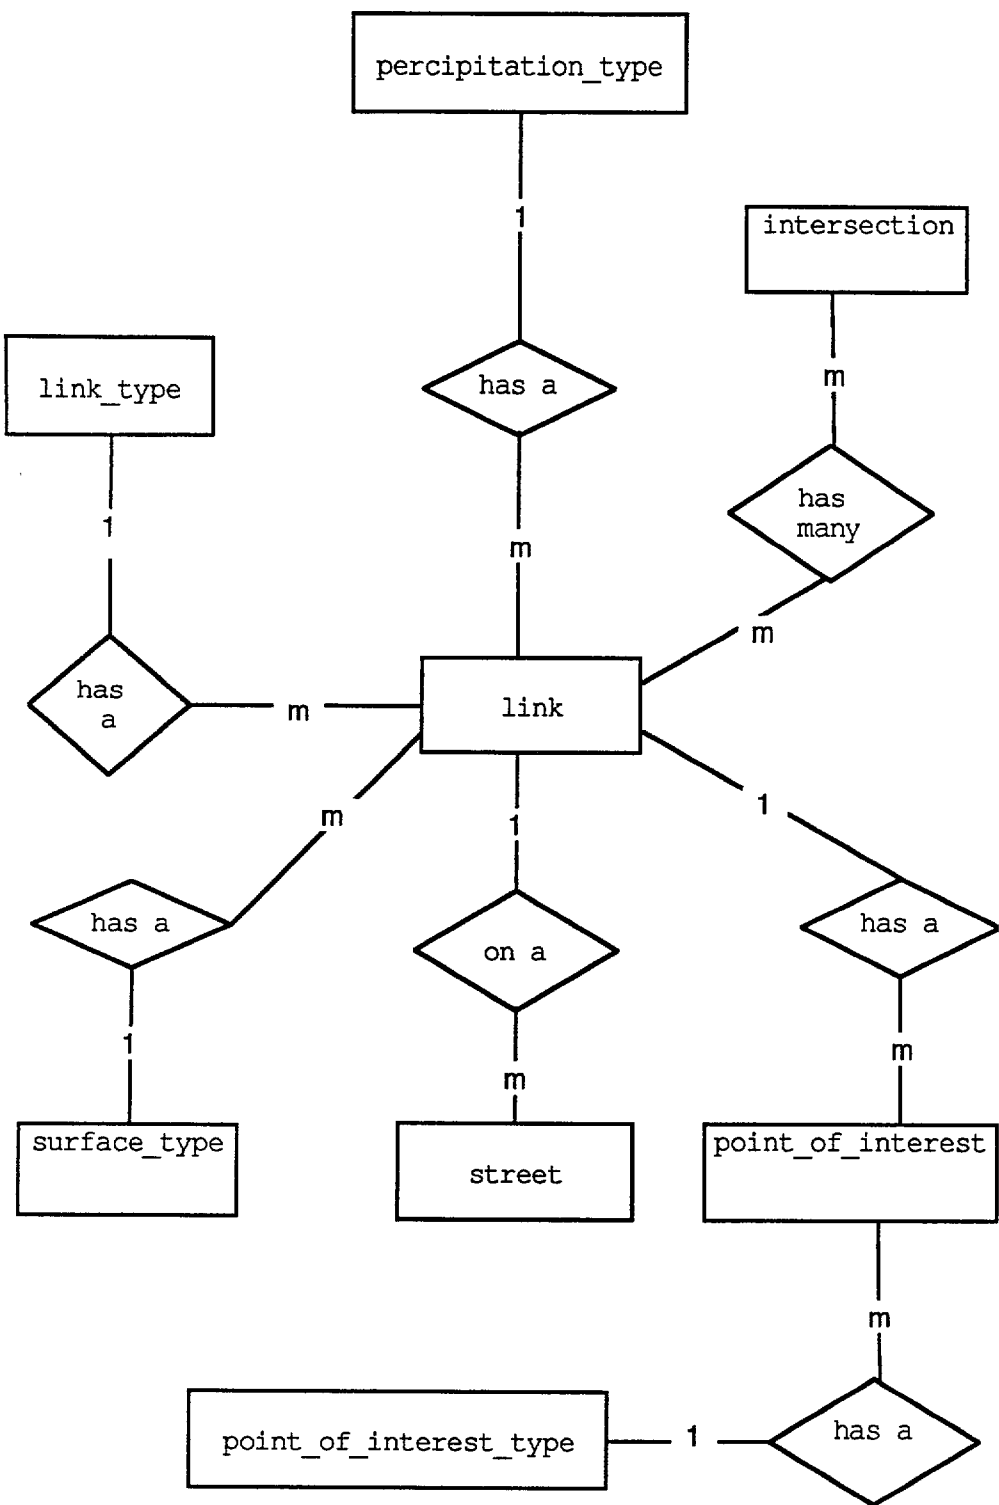 percipitation_type
1
intersection
m
link_type
has a
1
has
many
m
m
has
a
m
link
m
1
1
has a
on a
has a
1
m
m
surface_type
street
point_of_interest
m
point_of_interest_type
1
has a